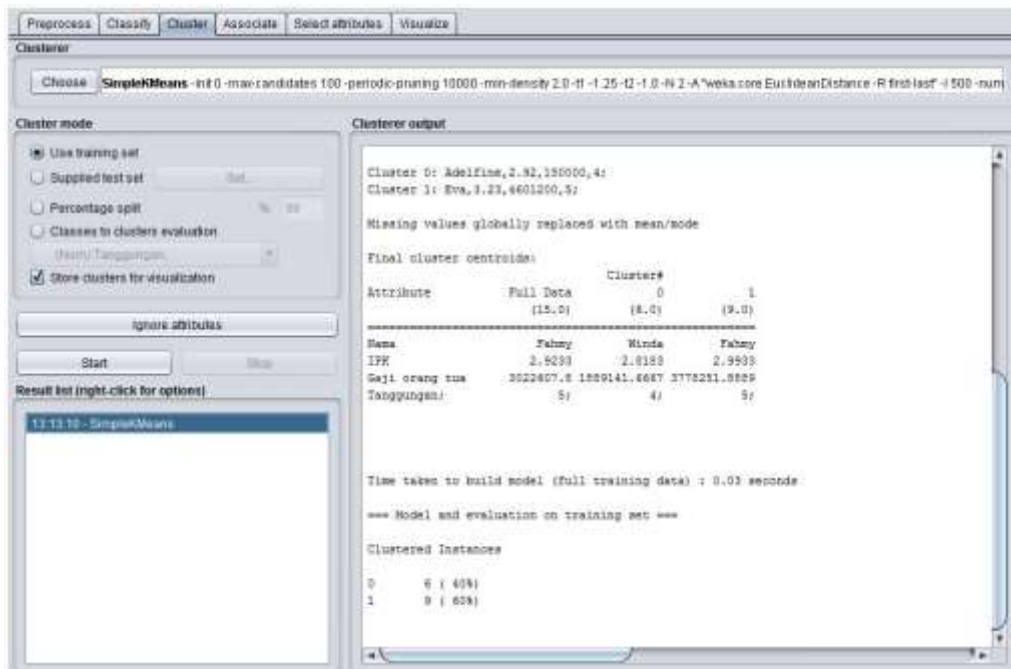 Preprocess Classify Cluster Associate Select attributes Visualize
Clusterer
Choose SimpleKMeans -init 0 -max-candidates 100 -periodic-pruning 10000 -min-density 2.0 -t1 -1.25 -t2 -1.0 -N 2 -A "weka.core.EuclideanDistance -R first-last" -I 500 -num
Cluster mode
Use training set
Supplied test set Set...
Percentage split %
Classes to clusters evaluation
(Nom) Tanggungan;
Store clusters for visualization
Ignore attributes
Start Stop
Result list (right-click for options)
13:13:10 - SimpleKMeans
Clusterer output
Cluster 0: Adelfine,2.92,150000,4;
Cluster 1: Eva,3.23,4601200,5;
Missing values globally replaced with mean/mode
Final cluster centroids:
Cluster#
Attribute Full Data 0 1
(15.0) (6.0) (9.0)
Nama Fahmy Winda Fahmy
IPK 2.9233 2.8183 2.9933
Gaji orang tua 3022607.8 1889141.6667 3778251.8889
Tanggungan; 5; 4; 5;
Time taken to build model (full training data) : 0.03 seconds
=== Model and evaluation on training set ===
Clustered Instances
0 6 ( 40%)
1 9 ( 60%)